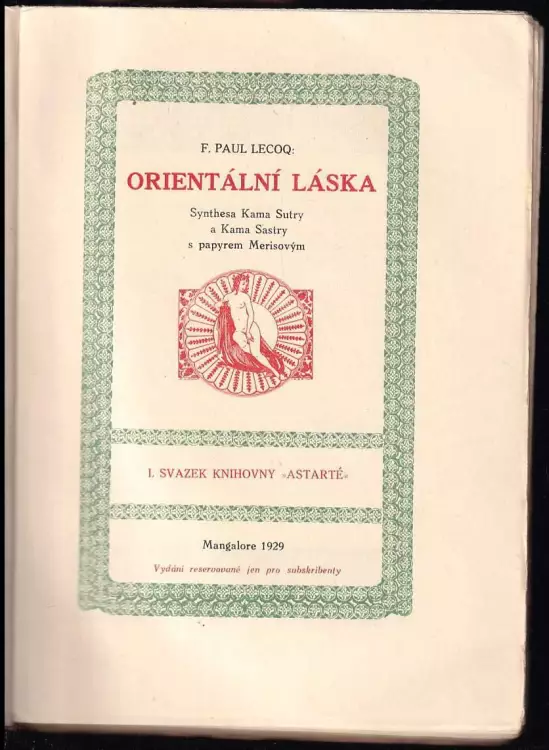 F. PAUL LECOQ:
ORIENTÁLNÍ LÁSKA
Synthesa Kama Sutry
a Kama Sastry
s papyrem Merisovým
I. SVAZEK KNIHOVNY »ASTARTÉ«
Mangalore 1929
Vydání reservované jen pro subskribenty